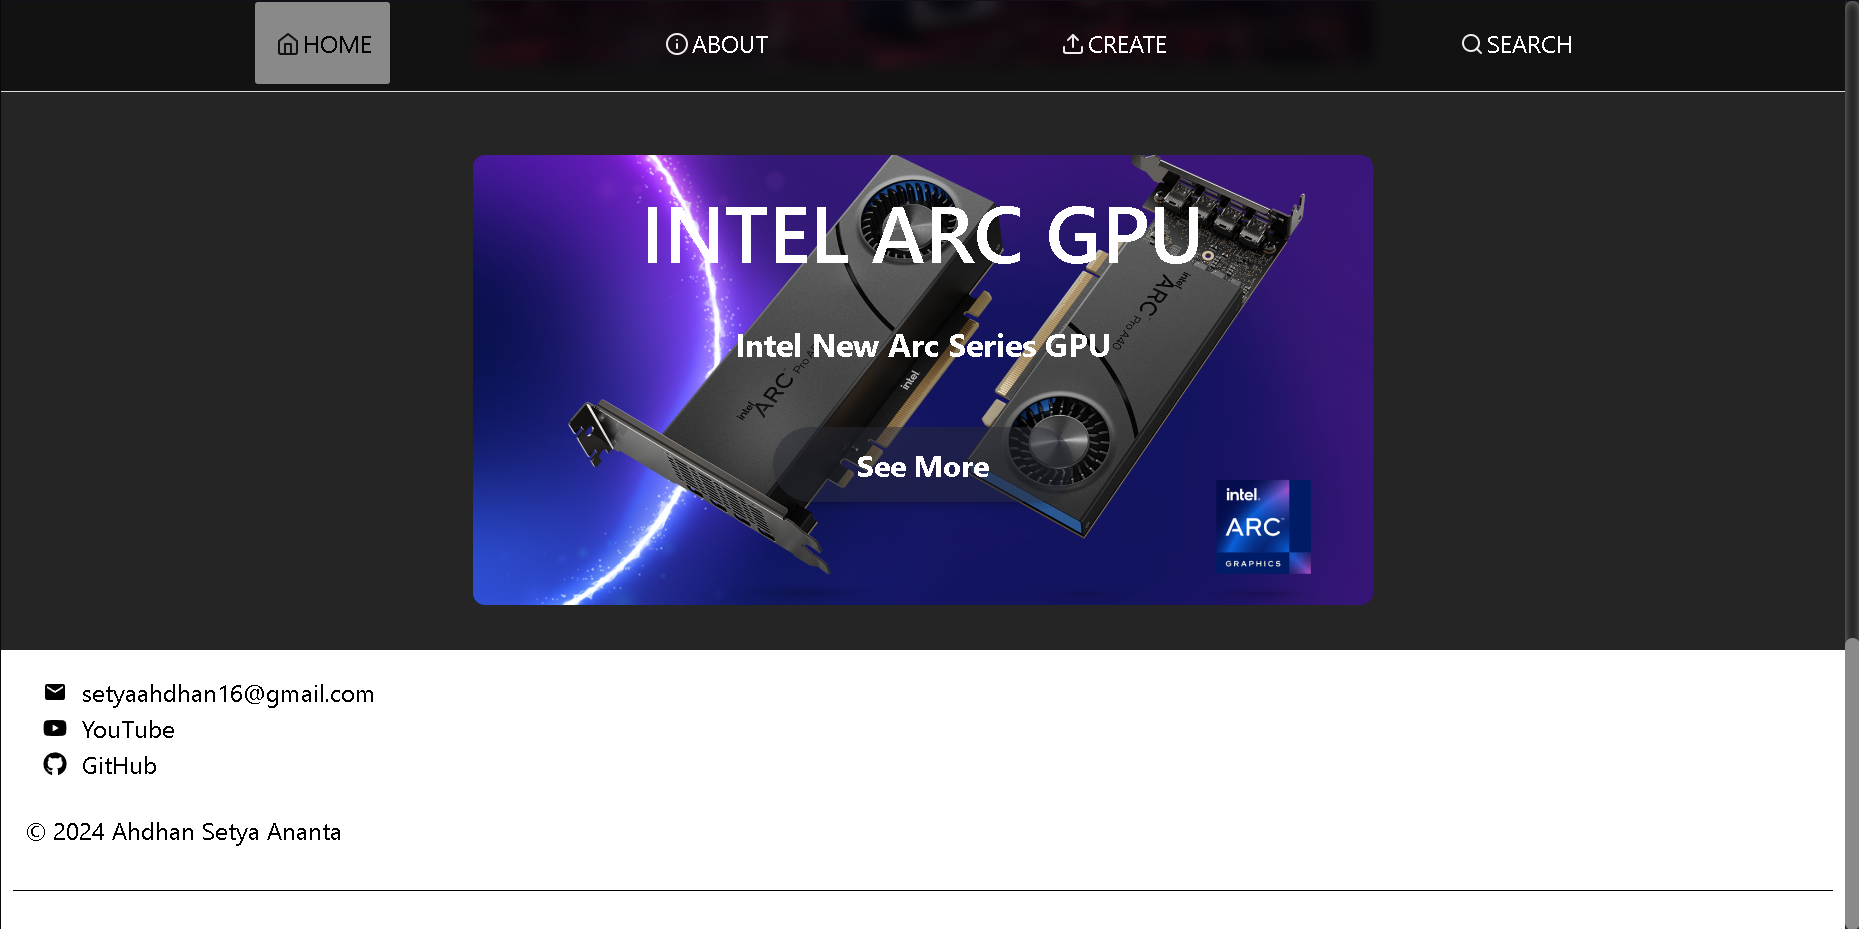 HOME
ABOUT
CREATE
SEARCH
INTEL ARC GPU
Intel New Arc Series GPU
intel ARC Pro
intel
intel ARC Pro A40
See More
intel.
ARC
GRAPHICS
setyaahdhan16@gmail.com
YouTube
GitHub
© 2024 Ahdhan Setya Ananta